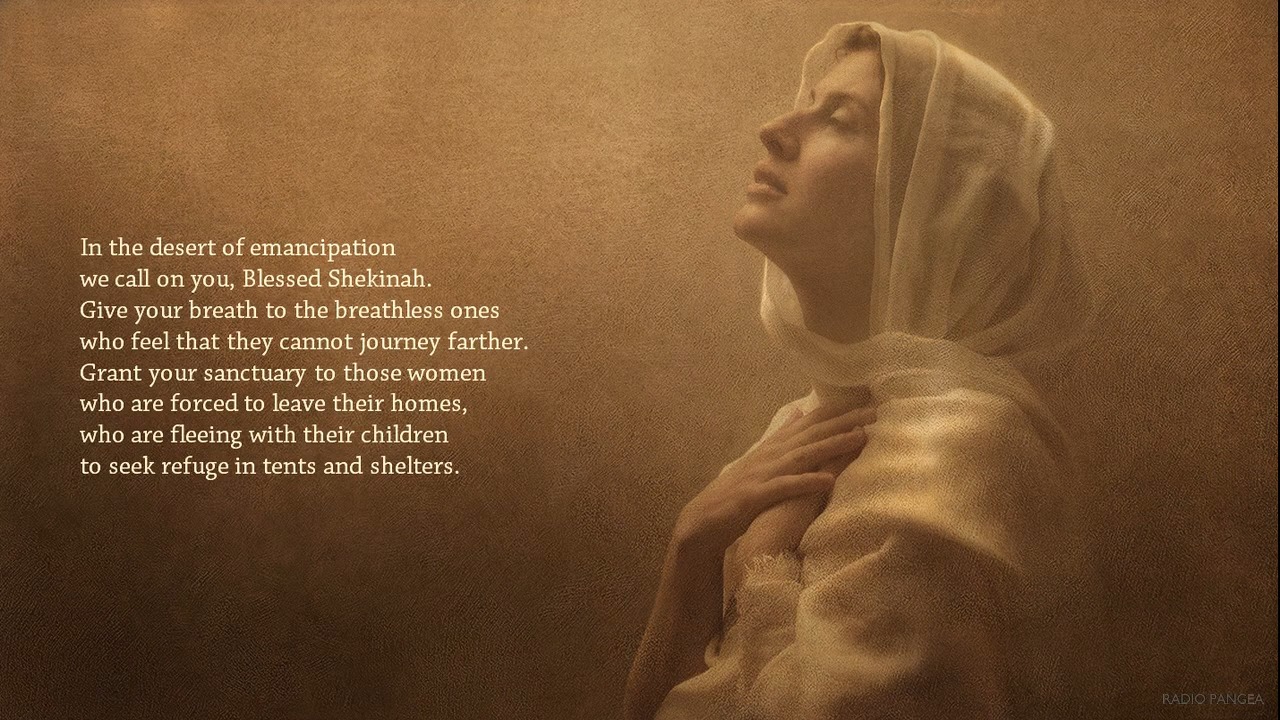 In the desert of emancipation
we call on you, Blessed Shekinah.
Give your breath to the breathless ones
who feel that they cannot journey farther.
Grant your sanctuary to those women
who are forced to leave their homes,
who are fleeing with their children
to seek refuge in tents and shelters.
RADIO PANGEA